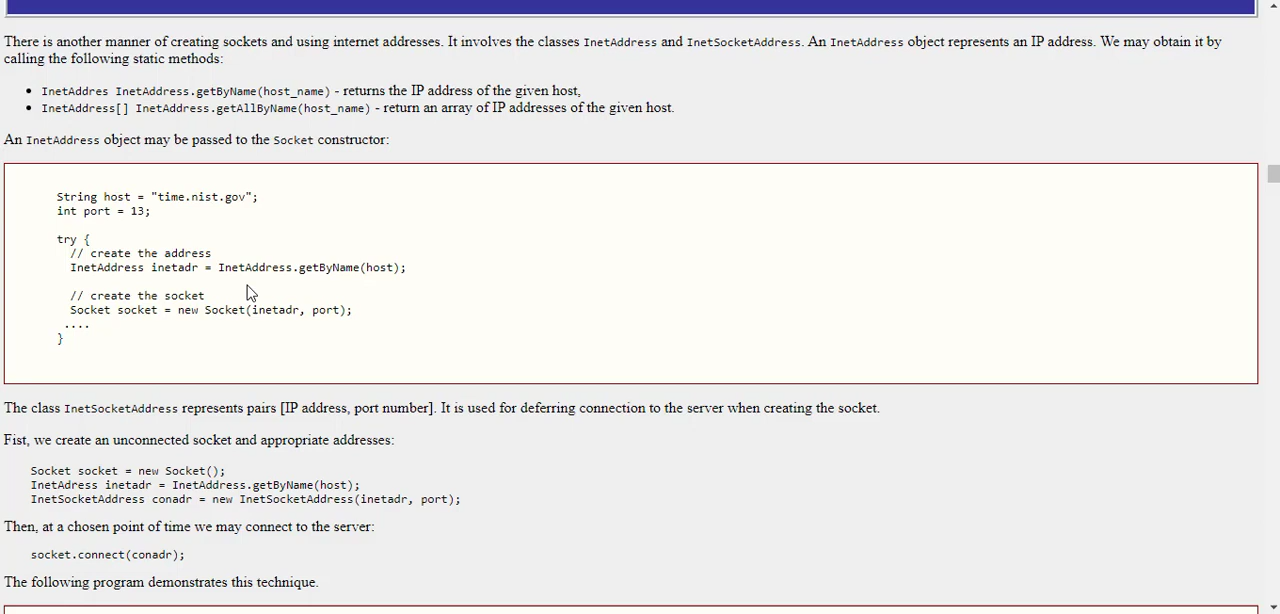 There is another manner of creating sockets and using internet addresses. It involves the classes InetAddress and InetSocketAddress. An InetAddress object represents an IP address. We may obtain it by
calling the following static methods:
InetAddres InetAddress.getByName(host_name) - returns the IP address of the given host,
InetAddress[] InetAddress.getAllByName(host_name) - return an array of IP addresses of the given host.
An InetAddress object may be passed to the Socket constructor:
String host = "time.nist.gov";
int port = 13;
try {
// create the address
InetAddress inetadr = InetAddress.getByName(host);
// create the socket
Socket socket = new Socket(inetadr, port);
....
}
The class InetSocketAddress represents pairs [IP address, port number]. It is used for deferring connection to the server when creating the socket.
Fist, we create an unconnected socket and appropriate addresses:
Socket socket = new Socket();
InetAdress inetadr = InetAddress.getByName(host);
InetSocketAddress conadr = new InetSocketAddress(inetadr, port);
Then, at a chosen point of time we may connect to the server:
socket.connect(conadr);
The following program demonstrates this technique.